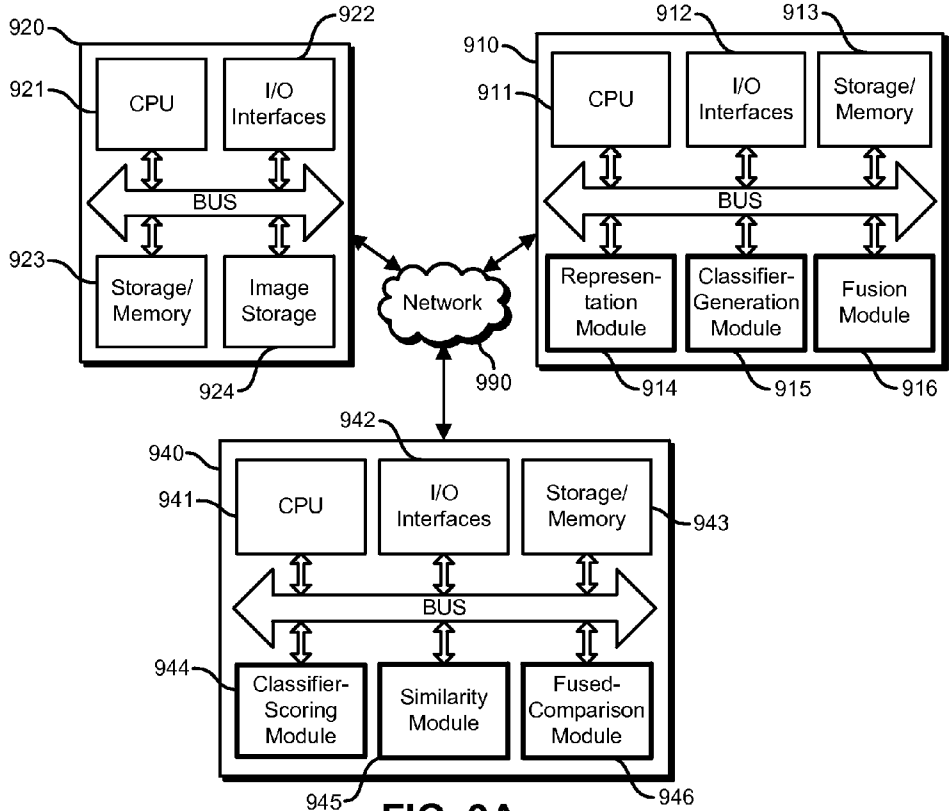 920
922
921
CPU
I/O
Interfaces
BUS
923
Storage/
Memory
Image
Storage
924
912
913
910
911
CPU
I/O
Interfaces
Storage/
Memory
BUS
Represen-
tation
Module
Classifier-
Generation
Module
Fusion
Module
914
915
916
Network
990
942
940
941
CPU
I/O
Interfaces
Storage/
Memory
943
BUS
944
Classifier-
Scoring
Module
Similarity
Module
Fused-
Comparison
Module
945
946
FIG. 9A